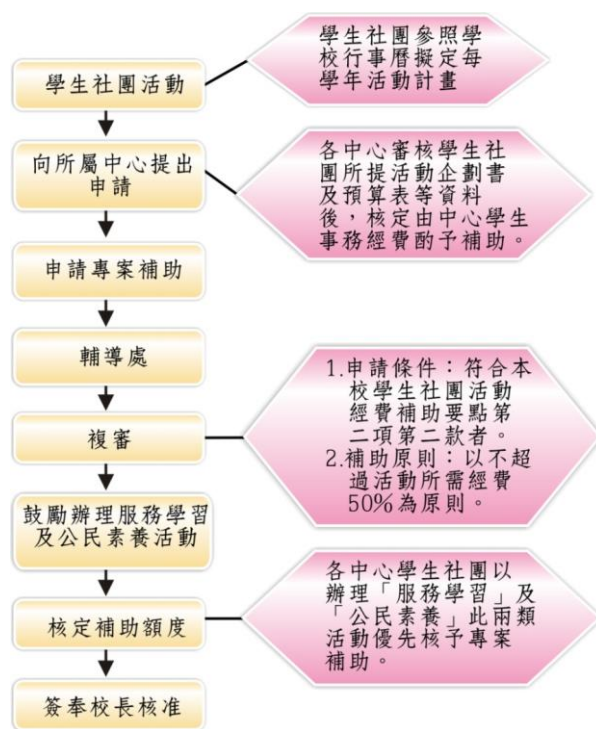 學生社團活動
學生社團參照學
校行事曆擬定每
學年活動計畫
向所屬中心提出
申請
各中心審核學生社
團所提活動企劃書
及預算表等資料
後，核定由中心學生
事務經費酌予補助。
申請專案補助
輔導處
複審
1.申請條件：符合本
校學生社團活動
經費補助要點第
二項第二款者。
2.補助原則：以不超
過活動所需經費
50%為原則。
鼓勵辦理服務學習
及公民素養活動
核定補助額度
各中心學生社團以
辦理「服務學習」及
「公民素養」此兩類
活動優先核予專案
補助。
簽奉校長核准